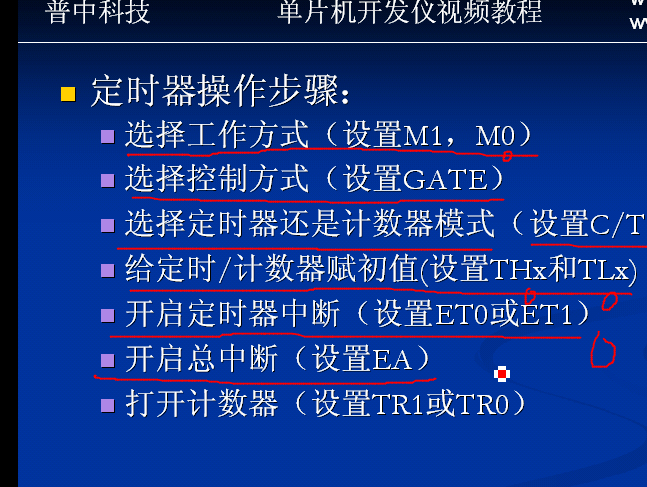 普中科技 单片机开发仪视频教程
定时器操作步骤：
选择工作方式（设置M1，M0）
选择控制方式（设置GATE）
选择定时器还是计数器模式（设置C/T
给定时/计数器赋初值(设置THx和TLx)
开启定时器中断（设置ET0或ET1）
开启总中断（设置EA）
打开计数器（设置TR1或TR0）